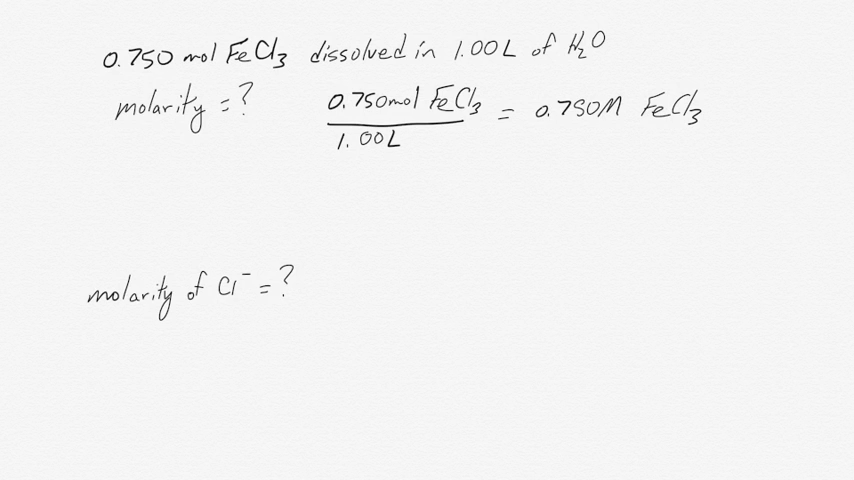 0.750 mol FeCl₃ dissolved in 1.00L of H₂O
molarity = ? 0.750mol FeCl₃ / 1.00L = 0.750M FeCl₃
molarity of Cl⁻ = ?